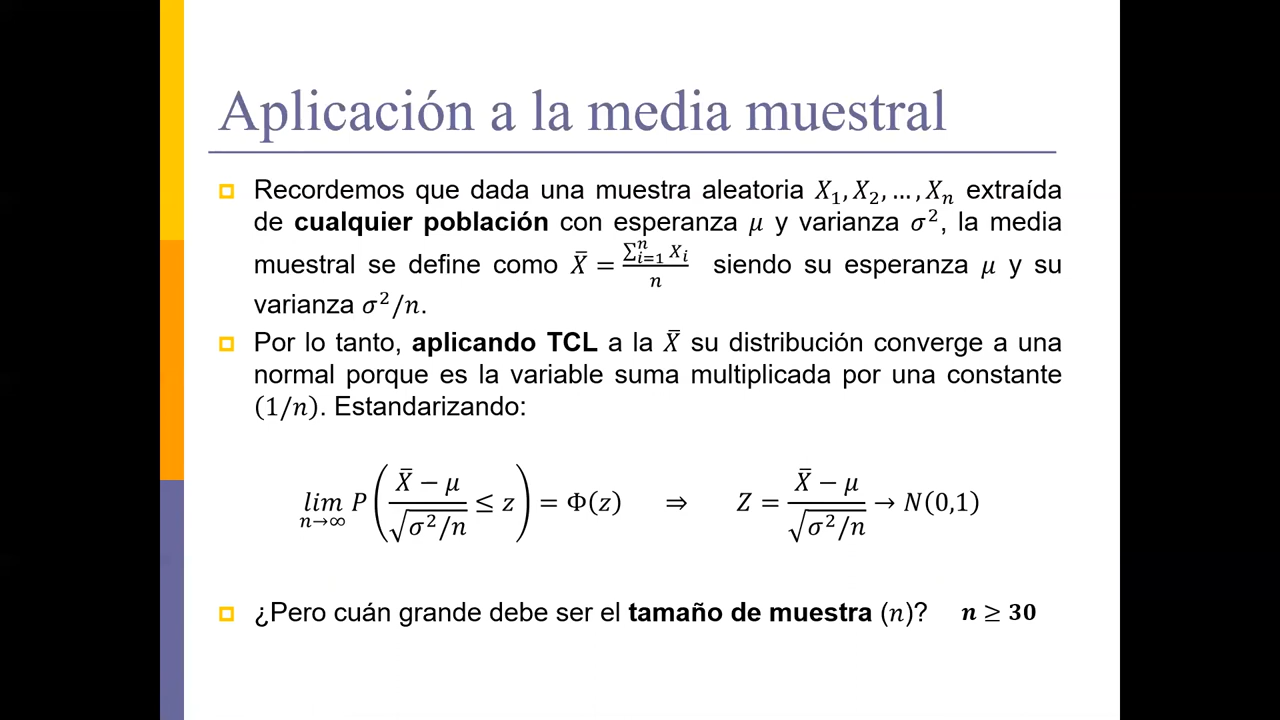 Aplicación a la media muestral
Recordemos que dada una muestra aleatoria X₁, X₂, …, Xₙ extraída
de cualquier población con esperanza μ y varianza σ², la media
muestral se define como X̄ = (∑ᵢ₌₁ⁿ Xᵢ)/n siendo su esperanza μ y su
varianza σ²/n.
Por lo tanto, aplicando TCL a la X̄ su distribución converge a una
normal porque es la variable suma multiplicada por una constante
(1/n). Estandarizando:
lim n→∞ P((X̄ − μ)/√(σ²/n) ≤ z) = Φ(z) ⇒ Z = (X̄ − μ)/√(σ²/n) → N(0,1)
¿Pero cuán grande debe ser el tamaño de muestra (n)? n ≥ 30